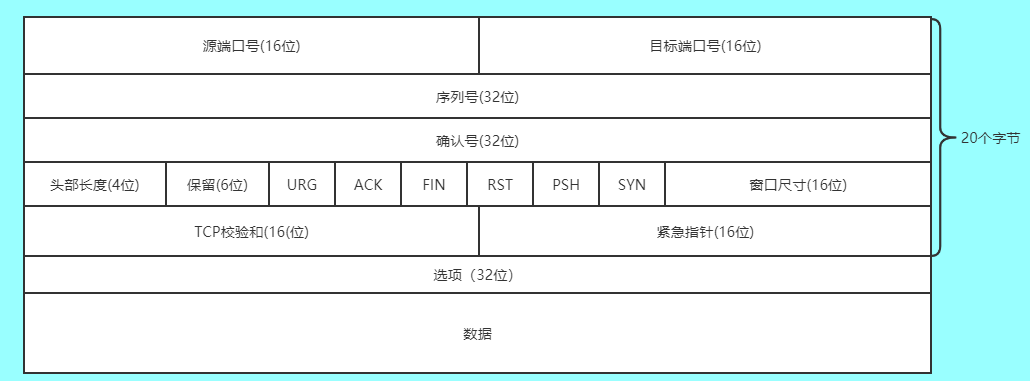 源端口号(16位)
目标端口号(16位)
序列号(32位)
20个字节
确认号(32位)
头部长度(4位)
保留(6位)
URG
ACK
FIN
RST
PSH
SYN
窗口尺寸(16位)
TCP校验和(16(位)
紧急指针(16位)
选项（32位）
数据